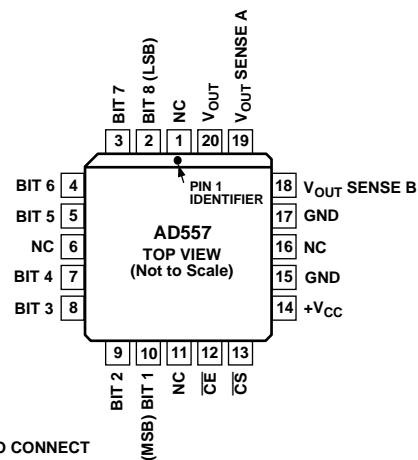 BIT 7
BIT 8 (LSB)
NC
VOUT
VOUT SENSE A
3
2
1
20
19
BIT 6 4
BIT 5 5
NC 6
BIT 4 7
BIT 3 8
PIN 1
IDENTIFIER
AD557
TOP VIEW
(Not to Scale)
18 VOUT SENSE B
17 GND
16 NC
15 GND
14 +VCC
9
10
11
12
13
BIT 2
(MSB) BIT 1
NC
CE
CS
CONNECT